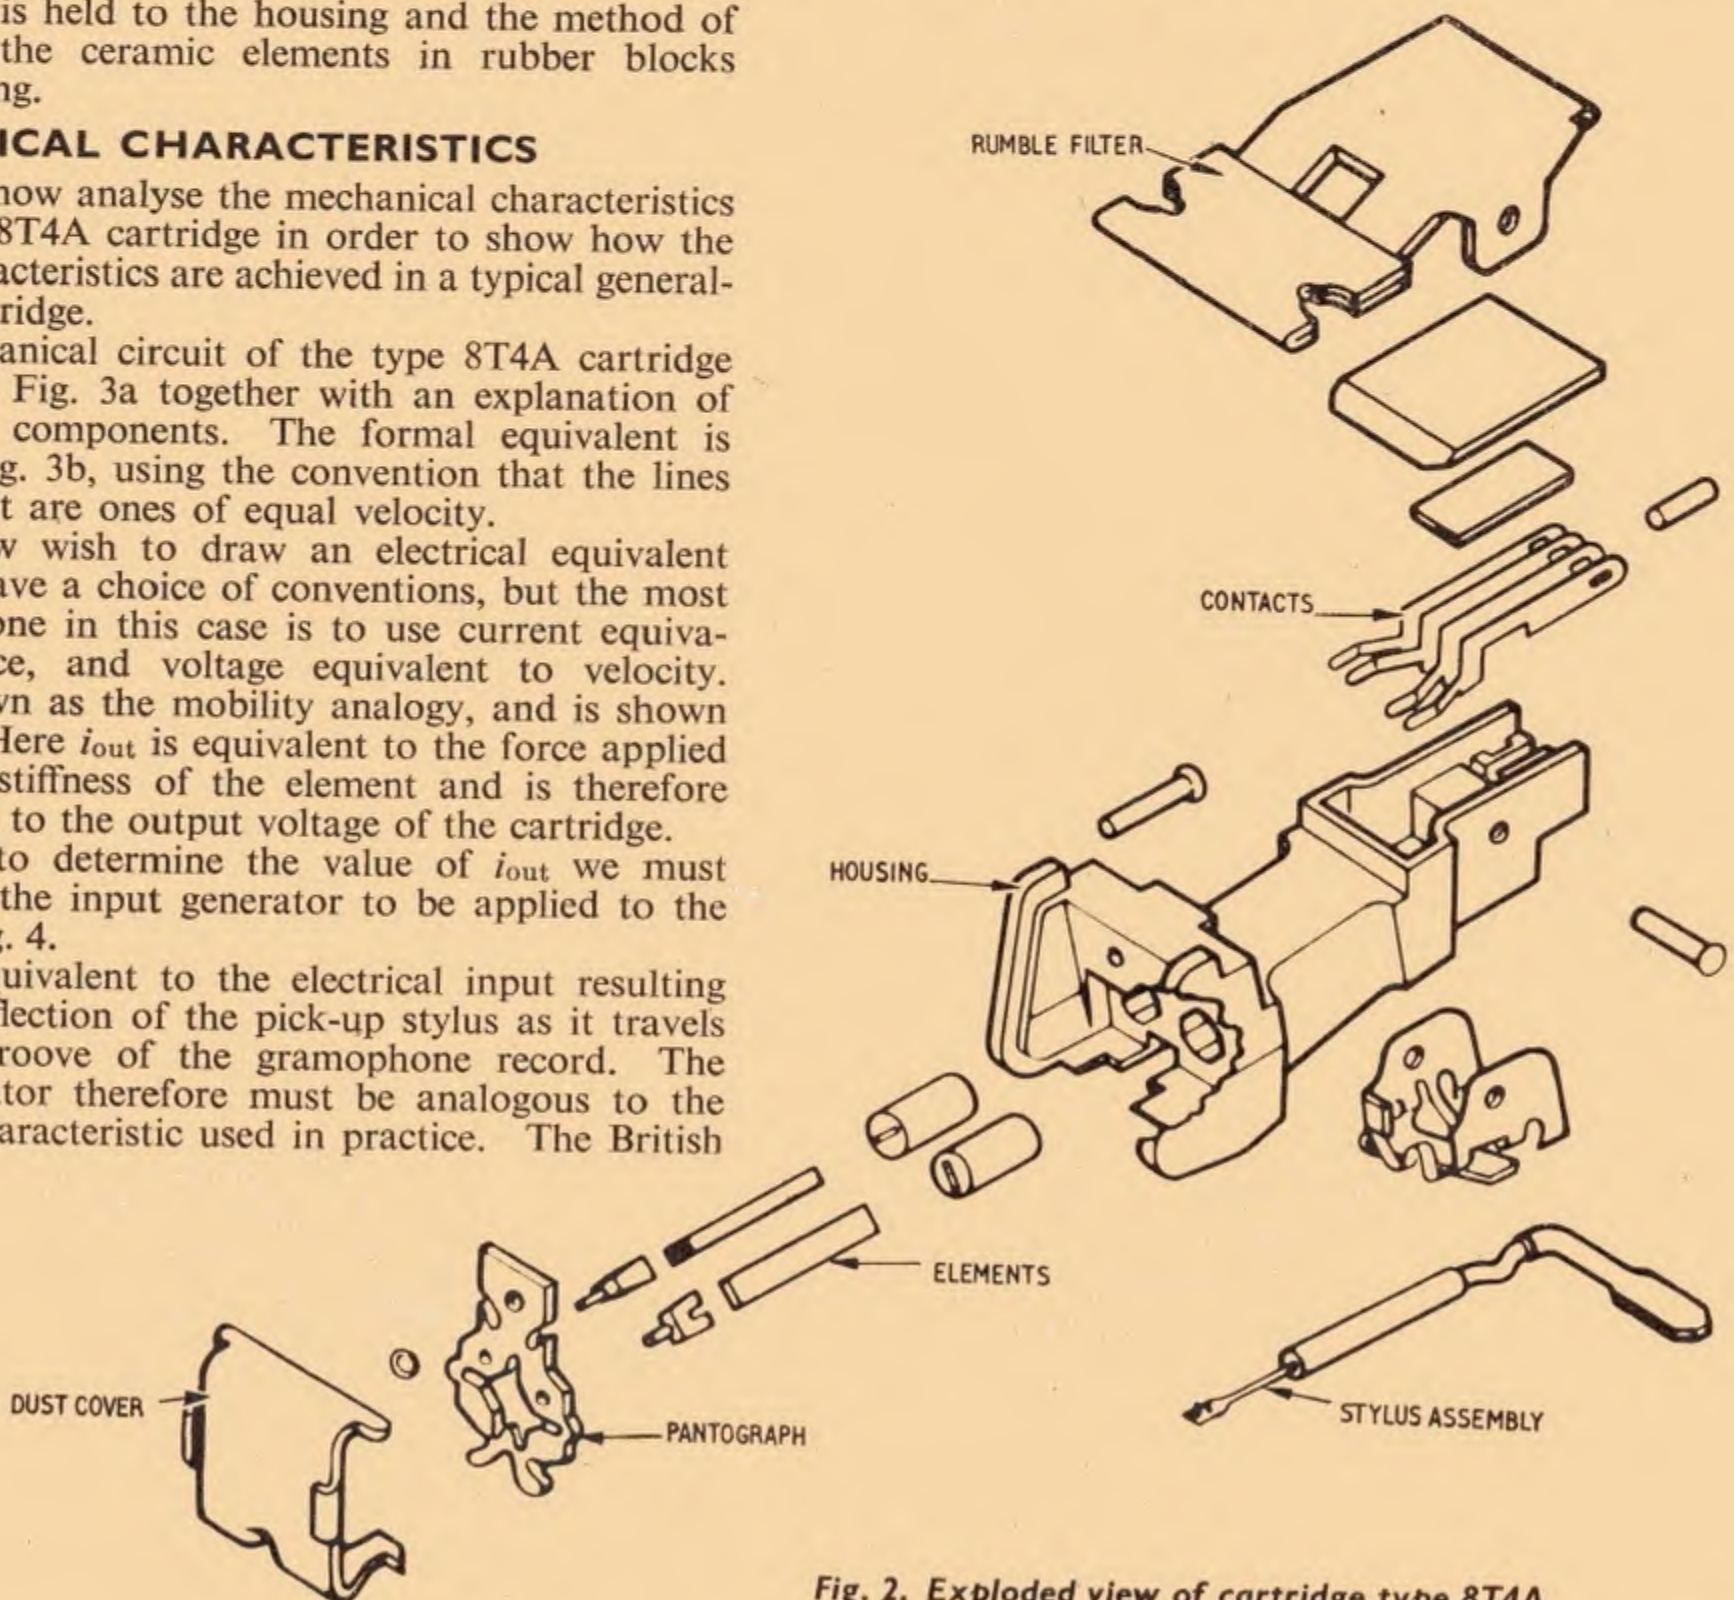 is held to the housing and the method of
the ceramic elements in rubber blocks
ng.
ICAL CHARACTERISTICS
now analyse the mechanical characteristics
8T4A cartridge in order to show how the
acteristics are achieved in a typical general-
ridge.
anical circuit of the type 8T4A cartridge
Fig. 3a together with an explanation of
components. The formal equivalent is
g. 3b, using the convention that the lines
t are ones of equal velocity.
w wish to draw an electrical equivalent
ave a choice of conventions, but the most
one in this case is to use current equiva-
ce, and voltage equivalent to velocity.
wn as the mobility analogy, and is shown
Here iout is equivalent to the force applied
stiffness of the element and is therefore
to the output voltage of the cartridge.
to determine the value of iout we must
the input generator to be applied to the
g. 4.
quivalent to the electrical input resulting
flection of the pick-up stylus as it travels
roove of the gramophone record. The
ator therefore must be analogous to the
aracteristic used in practice. The British
RUMBLE FILTER
CONTACTS
HOUSING
ELEMENTS
STYLUS ASSEMBLY
DUST COVER
PANTOGRAPH
Fig. 2. Exploded view of cartridge type 8T4A